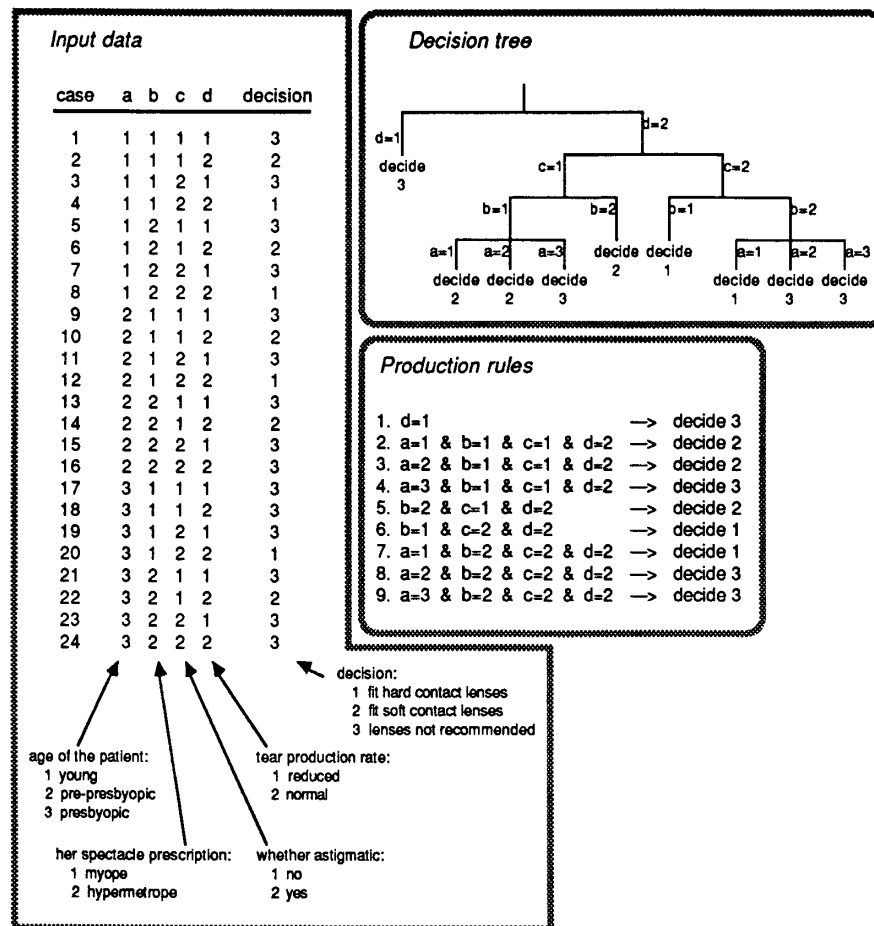 Input data
case a b c d decision
1 1 1 1 1 3
2 1 1 1 2 2
3 1 1 2 1 3
4 1 1 2 2 1
5 1 2 1 1 3
6 1 2 1 2 2
7 1 2 2 1 3
8 1 2 2 2 1
9 2 1 1 1 3
10 2 1 1 2 2
11 2 1 2 1 3
12 2 1 2 2 1
13 2 2 1 1 3
14 2 2 1 2 2
15 2 2 2 1 3
16 2 2 2 2 3
17 3 1 1 1 3
18 3 1 1 2 3
19 3 1 2 1 3
20 3 1 2 2 1
21 3 2 1 1 3
22 3 2 1 2 2
23 3 2 2 1 3
24 3 2 2 2 3
decision:
1 fit hard contact lenses
2 fit soft contact lenses
3 lenses not recommended
age of the patient:
1 young
2 pre-presbyopic
3 presbyopic
tear production rate:
1 reduced
2 normal
her spectacle prescription:
1 myope
2 hypermetrope
whether astigmatic:
1 no
2 yes
Decision tree
d=1 d=2
decide
3
c=1 c=2
b=1 b=2 b=1 b=2
a=1 a=2 a=3 decide decide a=1 a=2 a=3
2 1
decide decide decide decide decide decide
2 2 3 1 3 3
Production rules
1. d=1 —> decide 3
2. a=1 & b=1 & c=1 & d=2 —> decide 2
3. a=2 & b=1 & c=1 & d=2 —> decide 2
4. a=3 & b=1 & c=1 & d=2 —> decide 3
5. b=2 & c=1 & d=2 —> decide 2
6. b=1 & c=2 & d=2 —> decide 1
7. a=1 & b=2 & c=2 & d=2 —> decide 1
8. a=2 & b=2 & c=2 & d=2 —> decide 3
9. a=3 & b=2 & c=2 & d=2 —> decide 3